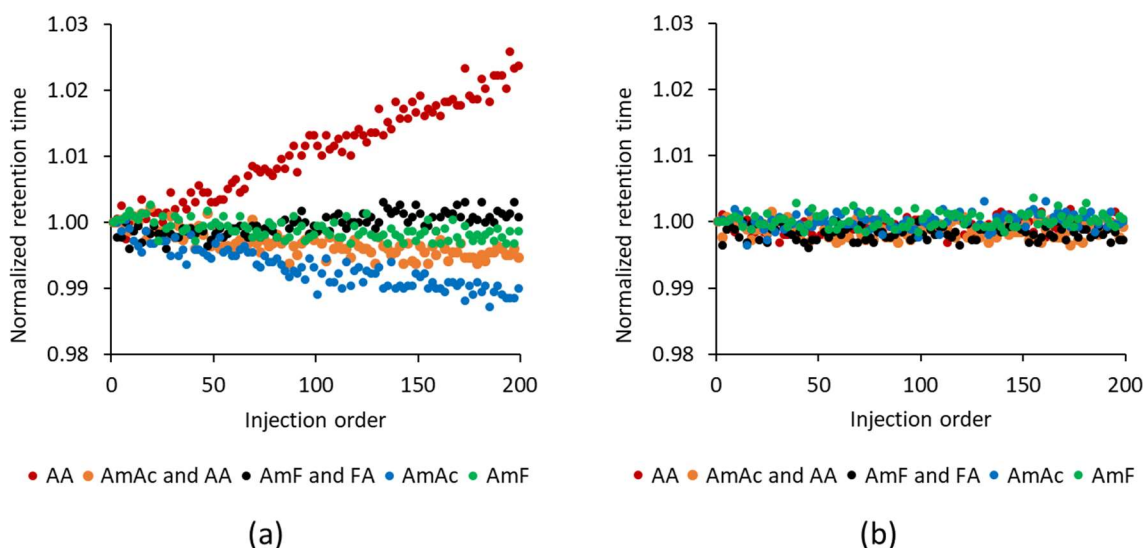 1.03
1.02
1.01
1.00
0.99
0.98
Normalized retention time
0 50 100 150 200
Injection order
AA AmAc and AA AmF and FA AmAc AmF
(a)
1.03
1.02
1.01
1.00
0.99
0.98
Normalized retention time
0 50 100 150 200
Injection order
AA AmAc and AA AmF and FA AmAc AmF
(b)